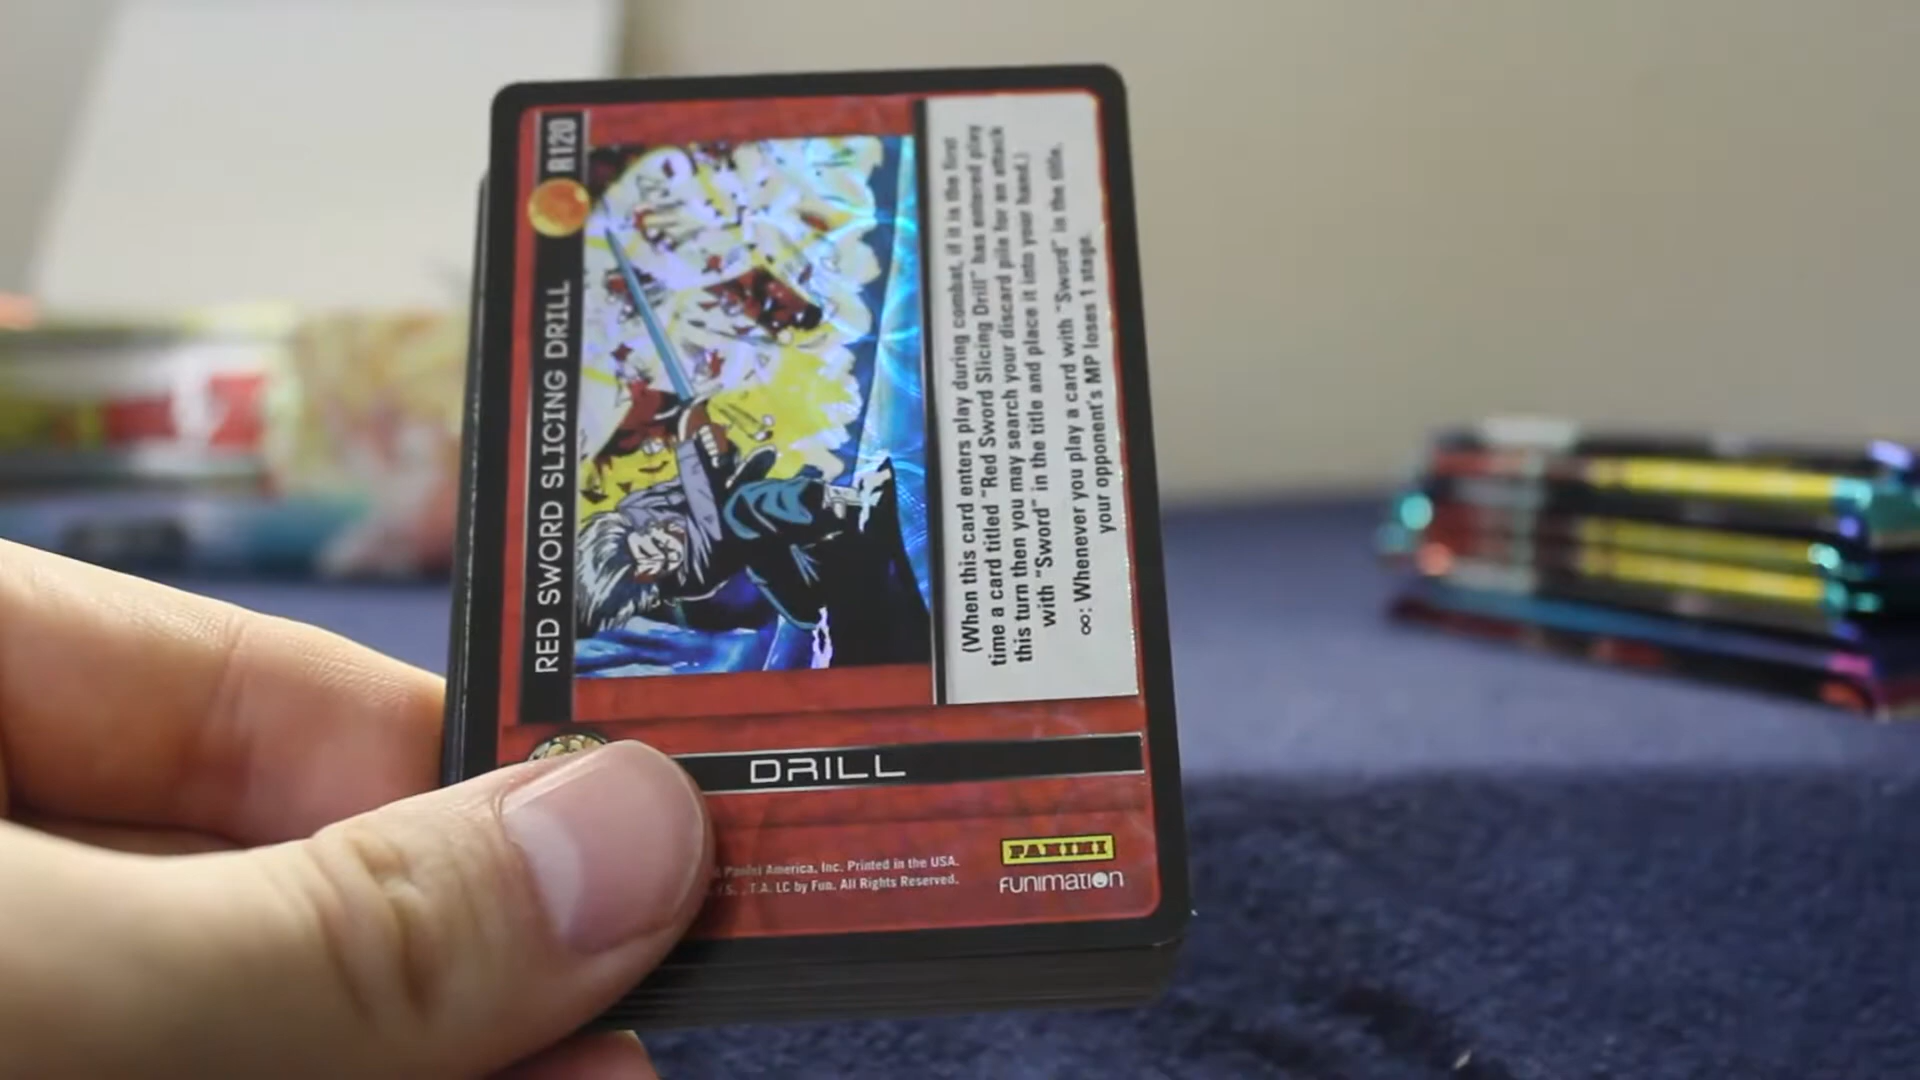 RED SWORD SLICING DRILL R120
(When this card enters play during combat, if it is the first
time a card titled "Red Sword Slicing Drill" has entered play
this turn then you may search your discard pile for an attack
with "Sword" in the title and place it into your hand.)
∞: Whenever you play a card with "Sword" in the title,
your opponent's MP loses 1 stage.
DRILL
Panini America, Inc. Printed in the USA.
by Fun. All Rights Reserved.
PANINI
FUNIMATION